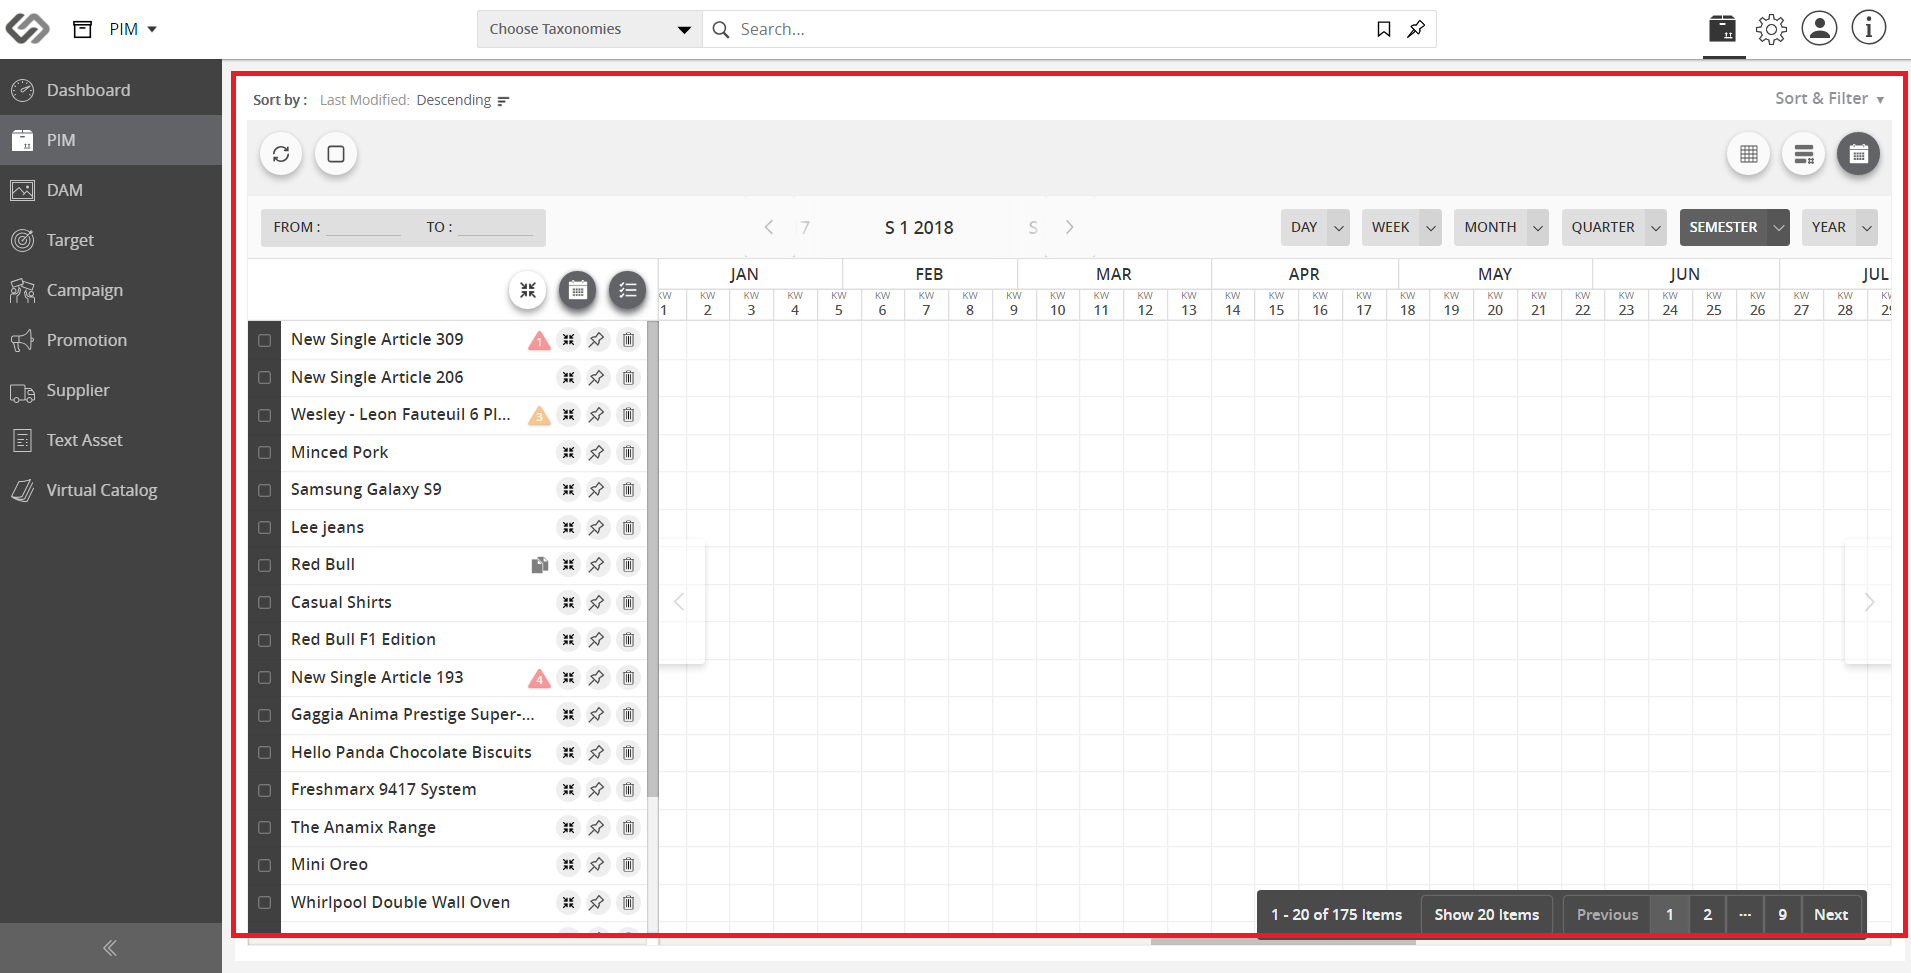 PIM
Choose Taxonomies
Search...
Dashboard
PIM
DAM
Target
Campaign
Promotion
Supplier
Text Asset
Virtual Catalog
Sort by : Last Modified: Descending
Sort & Filter
FROM : TO :
7 S 1 2018 S
DAY WEEK MONTH QUARTER SEMESTER YEAR
JAN FEB MAR APR MAY JUN JUL
KW KW KW KW KW KW KW KW KW KW KW KW KW KW KW KW KW KW KW KW KW KW KW KW KW KW KW KW
1 2 3 4 5 6 7 8 9 10 11 12 13 14 15 16 17 18 19 20 21 22 23 24 25 26 27 28
New Single Article 309 1
New Single Article 206
Wesley - Leon Fauteuil 6 Pl... 3
Minced Pork
Samsung Galaxy S9
Lee jeans
Red Bull
Casual Shirts
Red Bull F1 Edition
New Single Article 193 4
Gaggia Anima Prestige Super-...
Hello Panda Chocolate Biscuits
Freshmarx 9417 System
The Anamix Range
Mini Oreo
Whirlpool Double Wall Oven
1 - 20 of 175 Items Show 20 Items Previous 1 2 ... 9 Next